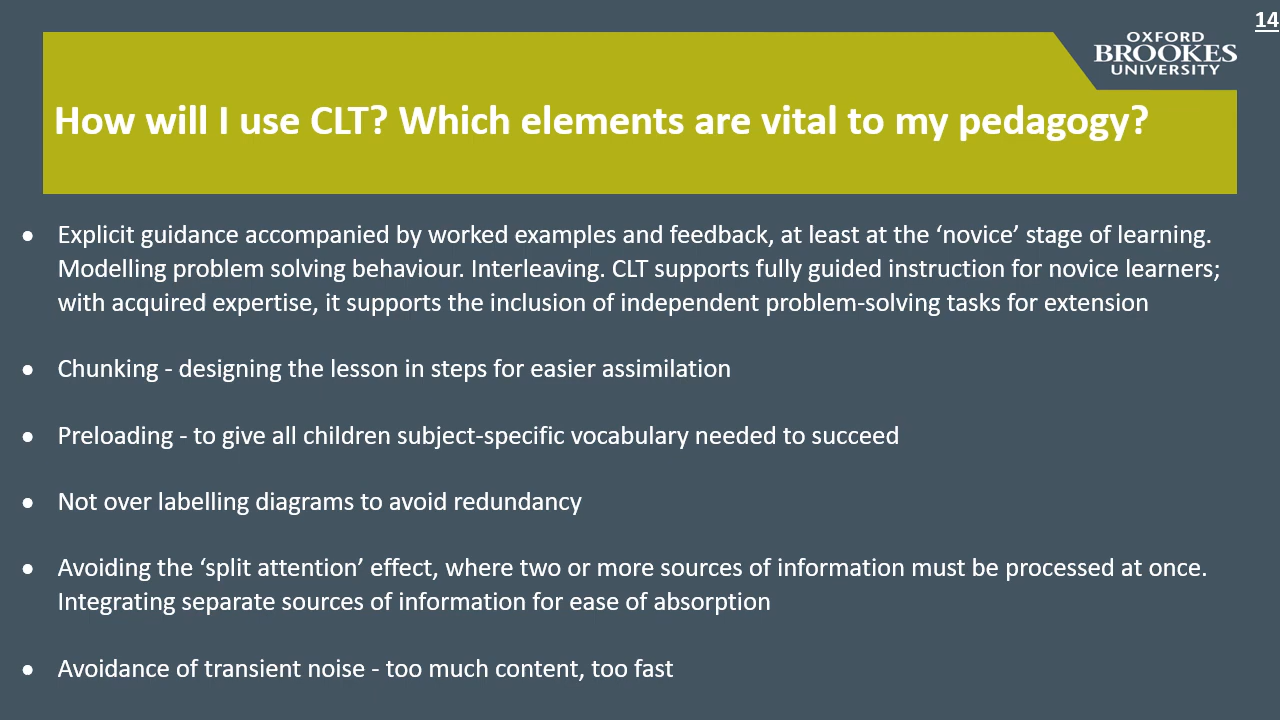 14
OXFORD
BROOKES
UNIVERSITY
How will I use CLT? Which elements are vital to my pedagogy?
● Explicit guidance accompanied by worked examples and feedback, at least at the ‘novice’ stage of learning.
Modelling problem solving behaviour. Interleaving. CLT supports fully guided instruction for novice learners;
with acquired expertise, it supports the inclusion of independent problem-solving tasks for extension
● Chunking - designing the lesson in steps for easier assimilation
● Preloading - to give all children subject-specific vocabulary needed to succeed
● Not over labelling diagrams to avoid redundancy
● Avoiding the ‘split attention’ effect, where two or more sources of information must be processed at once.
Integrating separate sources of information for ease of absorption
● Avoidance of transient noise - too much content, too fast